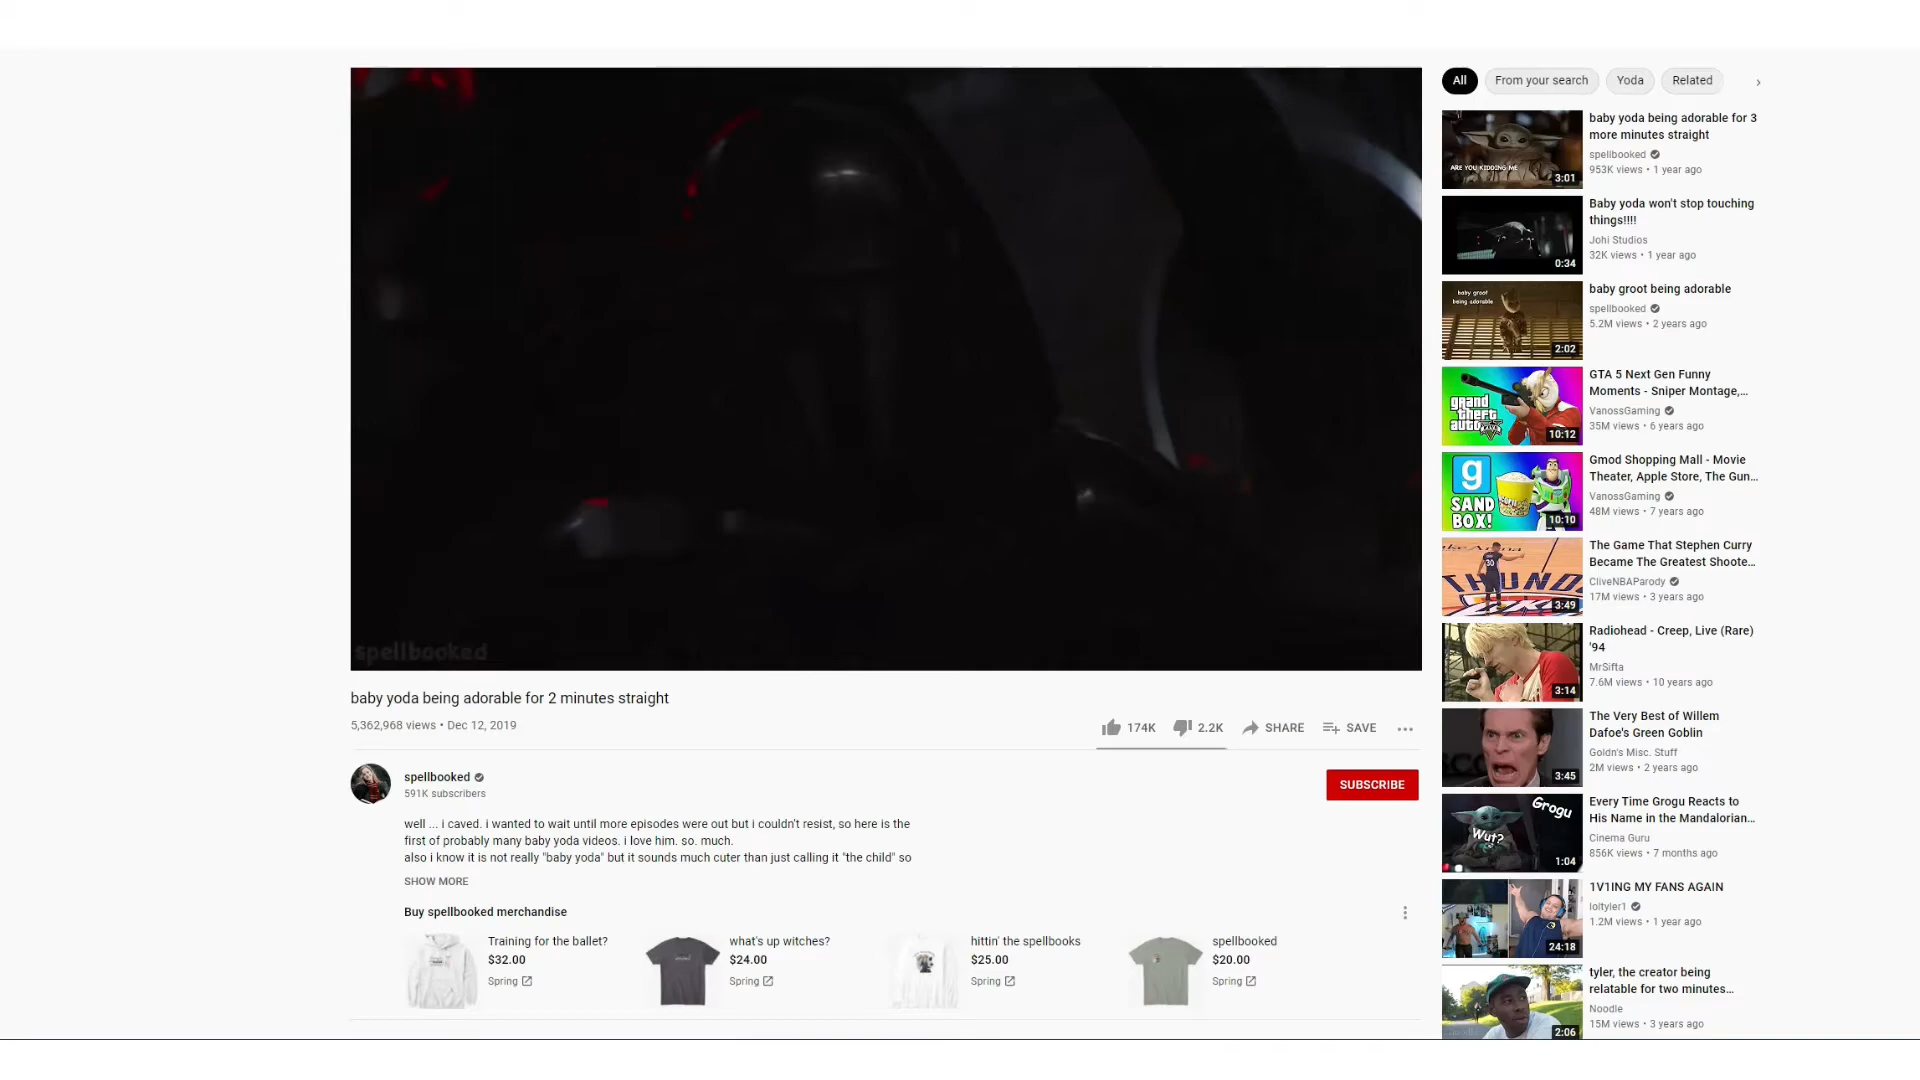 spellbooked
baby yoda being adorable for 2 minutes straight
5,362,968 views • Dec 12, 2019
174K
2.2K
SHARE
SAVE
spellbooked
591K subscribers
SUBSCRIBE
well ... i caved. i wanted to wait until more episodes were out but i couldn't resist, so here is the
first of probably many baby yoda videos. i love him. so. much.
also i know it is not really "baby yoda" but it sounds much cuter than just calling it "the child" so
SHOW MORE
Buy spellbooked merchandise
Training for the ballet?
$32.00
Spring
what's up witches?
$24.00
Spring
hittin' the spellbooks
$25.00
Spring
spellbooked
$20.00
Spring
All
From your search
Yoda
Related
ARE YOU KIDDING ME
3:01
baby yoda being adorable for 3
more minutes straight
spellbooked
953K views • 1 year ago
0:34
Baby yoda won't stop touching
things!!!!
Johi Studios
32K views • 1 year ago
baby groot
being adorable
2:02
baby groot being adorable
spellbooked
5.2M views • 2 years ago
grand
theft
auto
10:12
GTA 5 Next Gen Funny
Moments - Sniper Montage,...
VanossGaming
35M views • 6 years ago
g
SAND
BOX!
10:10
Gmod Shopping Mall - Movie
Theater, Apple Store, The Gun...
VanossGaming
48M views • 7 years ago
30
THUND
3:49
The Game That Stephen Curry
Became The Greatest Shoote...
CliveNBAParody
17M views • 3 years ago
3:14
Radiohead - Creep, Live (Rare)
'94
MrSifta
7.6M views • 10 years ago
3:45
The Very Best of Willem
Dafoe's Green Goblin
Goldn's Misc. Stuff
2M views • 2 years ago
Grogu
Wut?
1:04
Every Time Grogu Reacts to
His Name in the Mandalorian...
Cinema Guru
856K views • 7 months ago
24:18
1V1ING MY FANS AGAIN
loltyler1
1.2M views • 1 year ago
2:06
tyler, the creator being
relatable for two minutes...
Noodle
15M views • 3 years ago